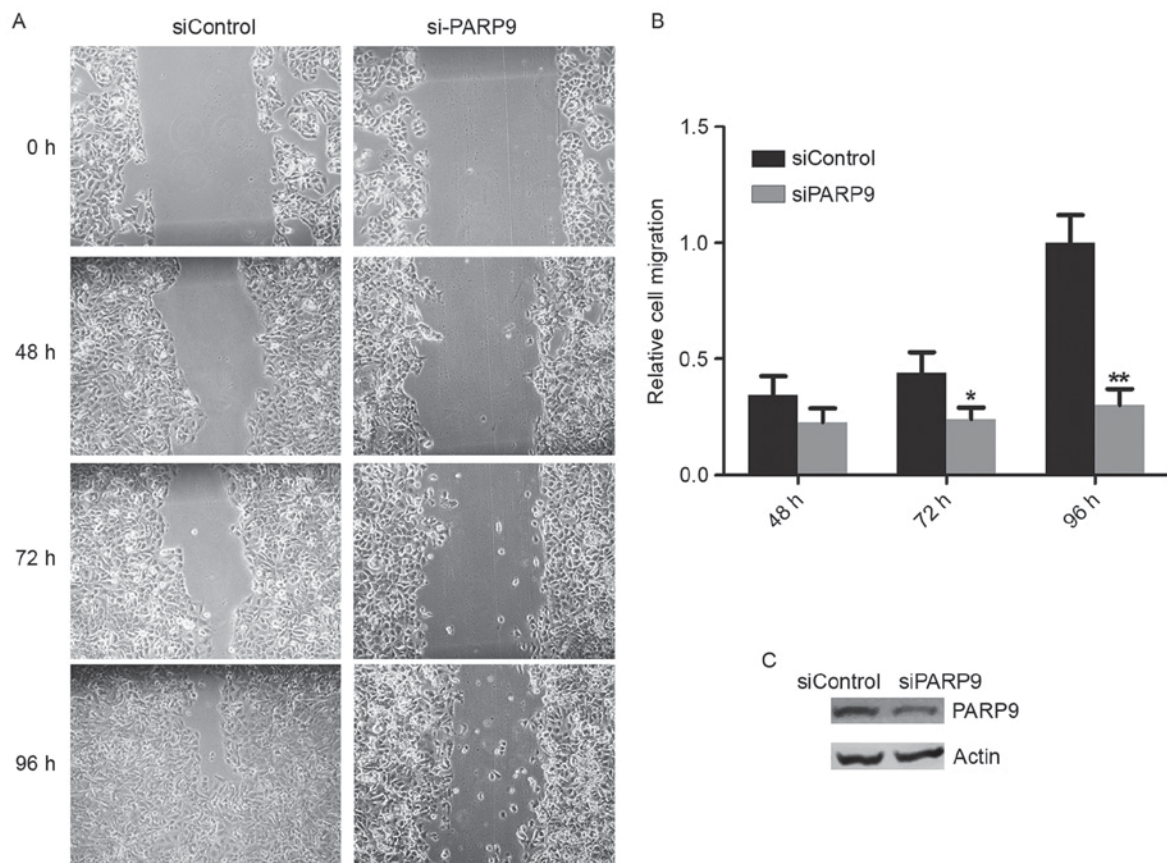 A
siControl
si-PARP9
0 h
48 h
72 h
96 h
B
Relative cell migration
1.5
1.0
0.5
0.0
siControl
siPARP9
*
**
48 h
72 h
96 h
C
siControl siPARP9
PARP9
Actin